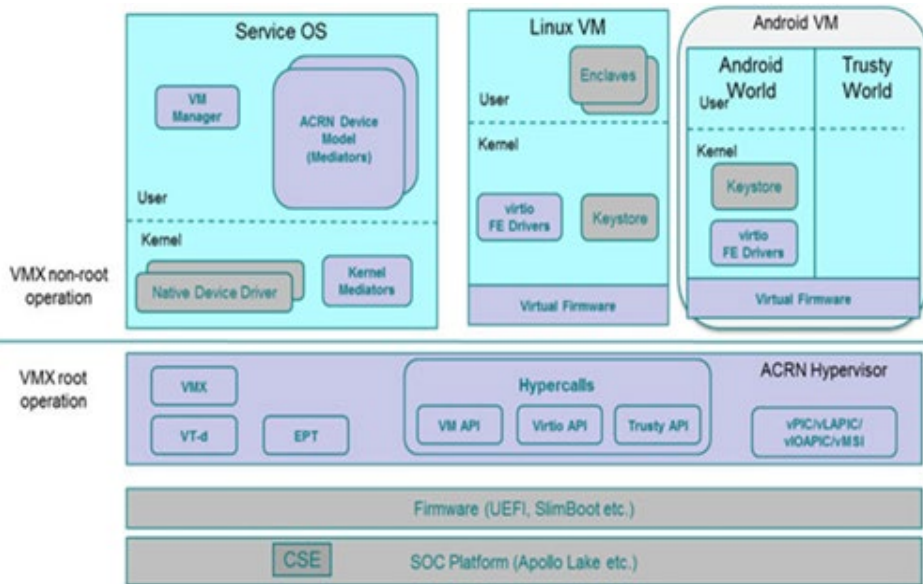 Service OS
VM
Manager
ACRN Device
Model
(Mediators)
User
Kernel
Native Device Driver
Kernel
Mediators
Linux VM
Enclaves
User
Kernel
virtio
FE Drivers
Keystore
Virtual Firmware
Android VM
Android
World
User
Kernel
Keystore
virtio
FE Drivers
Trusty
World
Virtual Firmware
VMX non-root
operation
VMX root
operation
ACRN Hypervisor
VMX
VT-d
EPT
Hypercalls
VM API
Virtio API
Trusty API
vPIC/vLAPIC/
vIOAPIC/vMSI
Firmware (UEFI, SlimBoot etc.)
CSE
SOC Platform (Apollo Lake etc.)